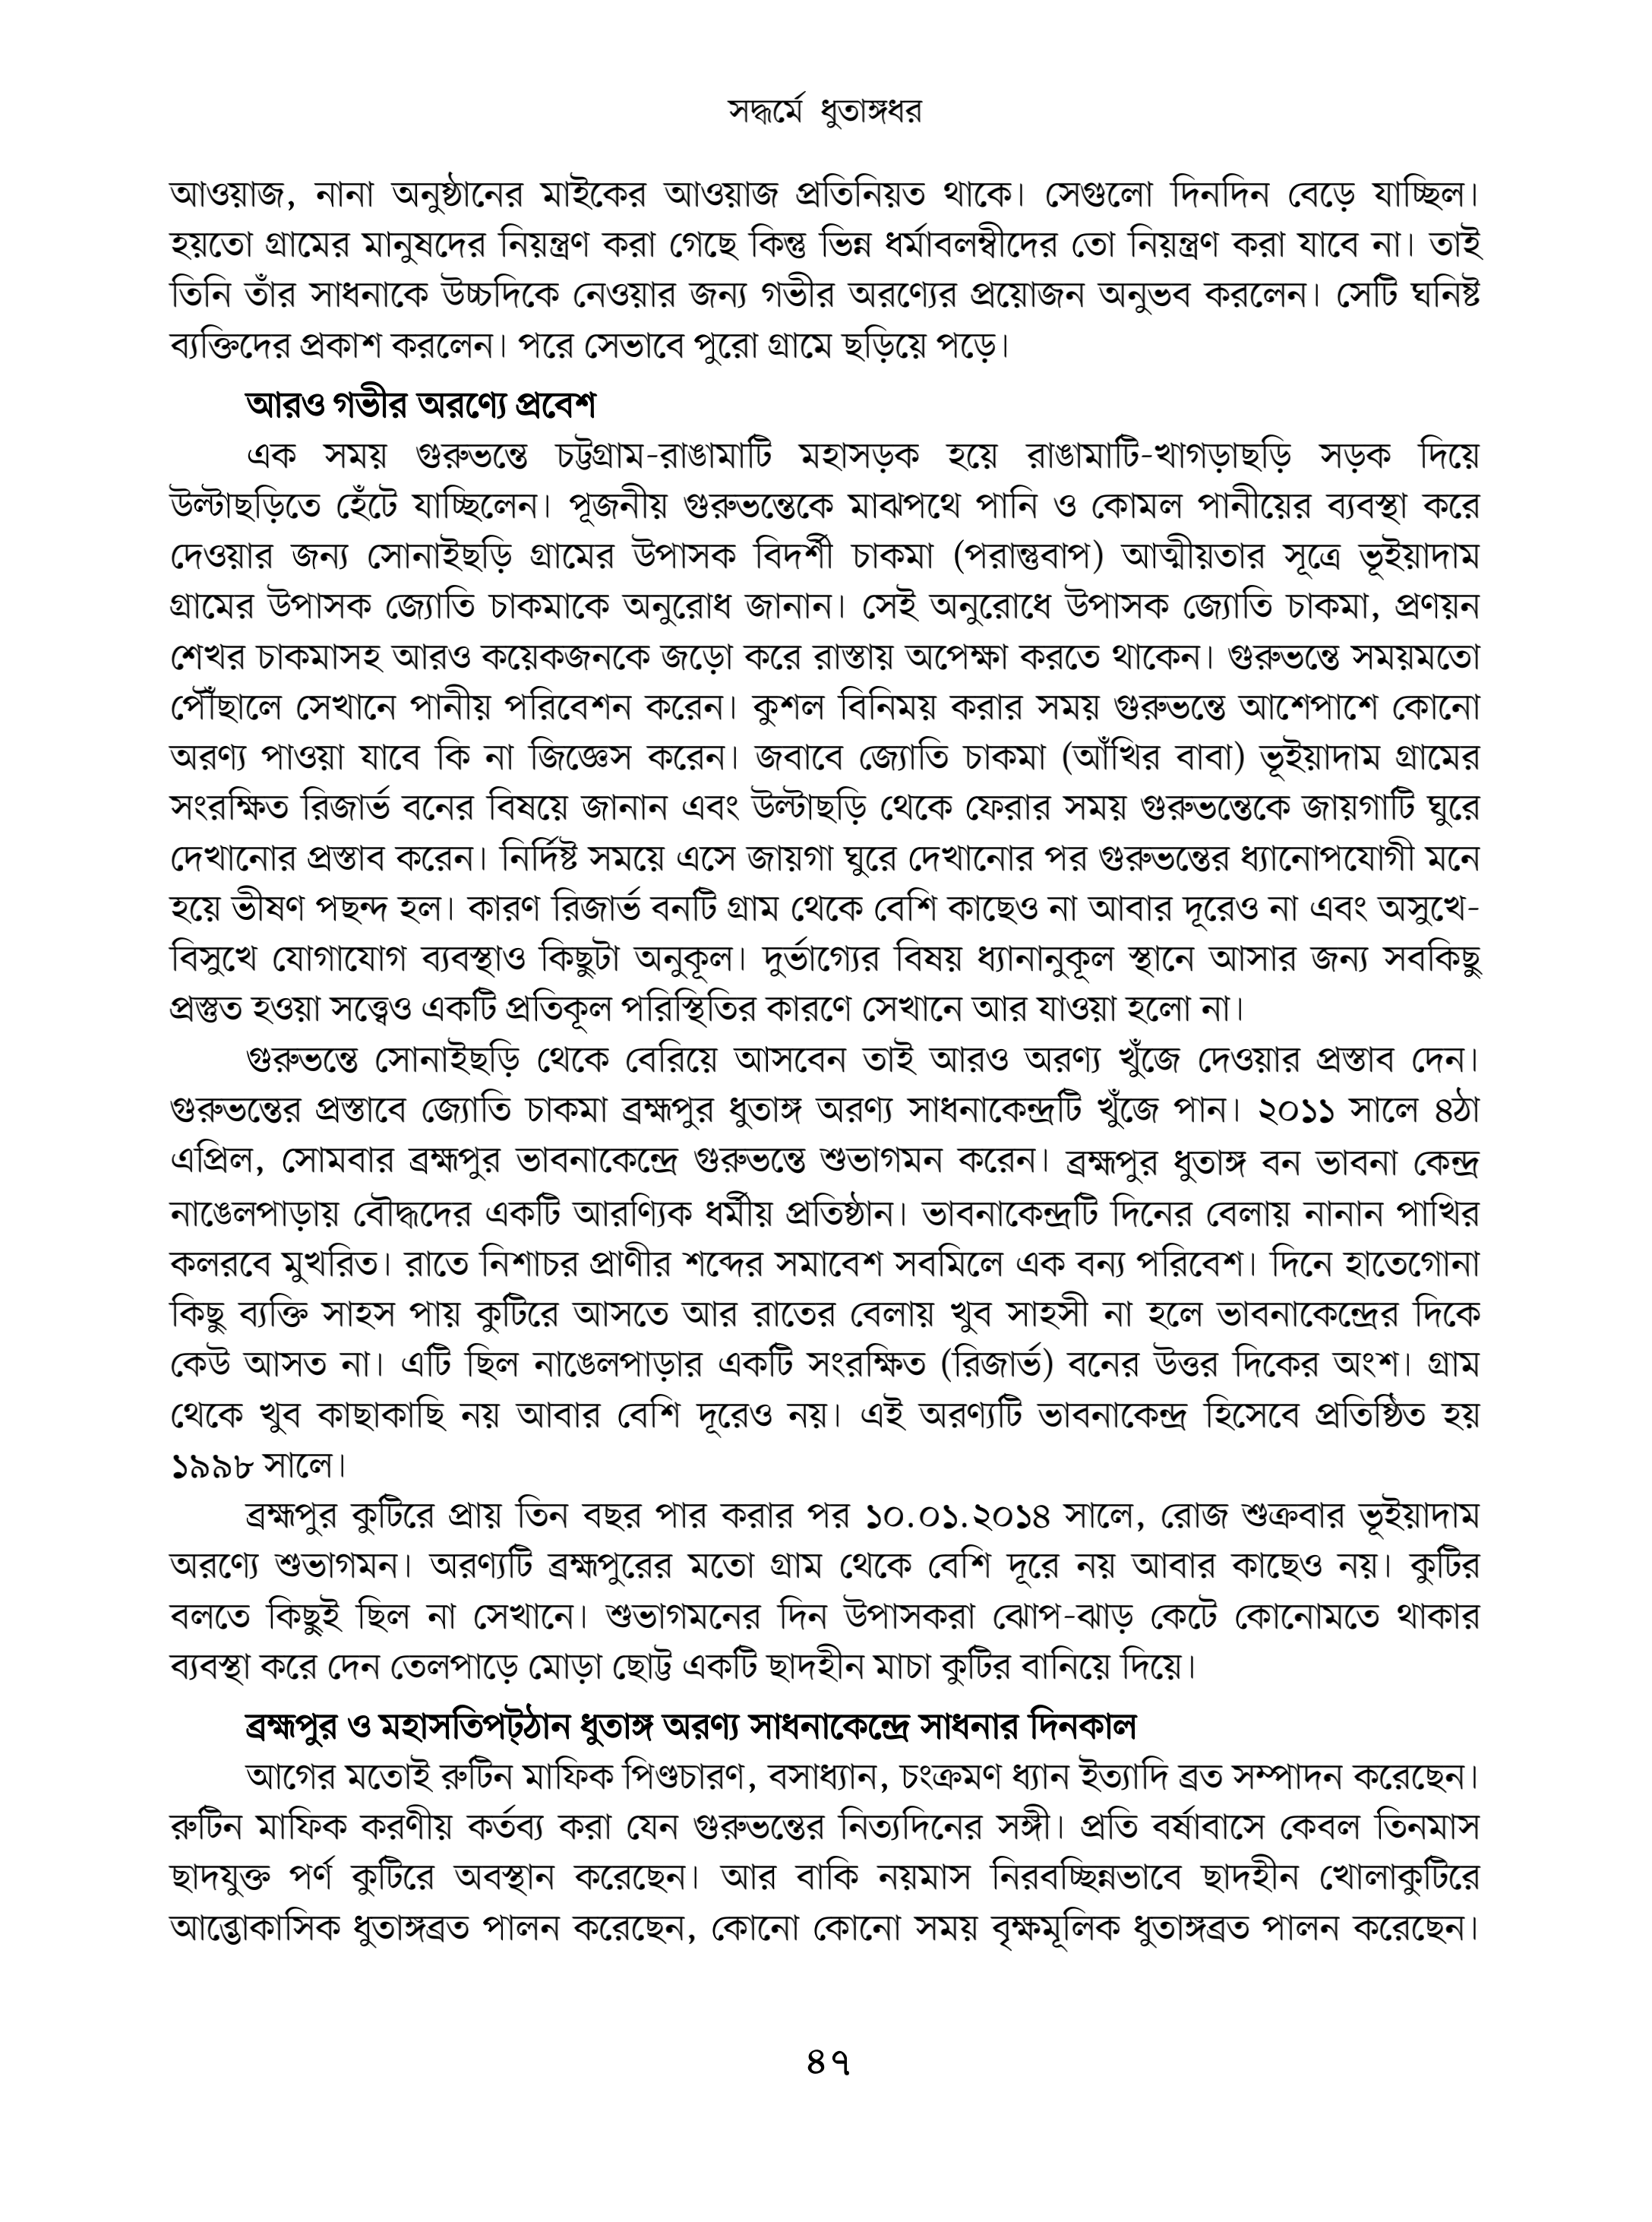 সদ্ধর্মে ধুতাঙ্গধর
আওয়াজ, নানা অনুষ্ঠানের মাইকের আওয়াজ প্রতিনিয়ত থাকে। সেগুলো দিনদিন বেড়ে যাচ্ছিল।
হয়তো গ্রামের মানুষদের নিয়ন্ত্রণ করা গেছে কিন্তু ভিন্ন ধর্মাবলম্বীদের তো নিয়ন্ত্রণ করা যাবে না। তাই
তিনি তাঁর সাধনাকে উচ্চদিকে নেওয়ার জন্য গভীর অরণ্যের প্রয়োজন অনুভব করলেন। সেটি ঘনিষ্ট
ব্যক্তিদের প্রকাশ করলেন। পরে সেভাবে পুরো গ্রামে ছড়িয়ে পড়ে।
আরও গভীর অরণ্যে প্রবেশ
এক সময় গুরুভন্তে চট্টগ্রাম-রাঙামাটি মহাসড়ক হয়ে রাঙামাটি-খাগড়াছড়ি সড়ক দিয়ে
উল্টাছড়িতে হেঁটে যাচ্ছিলেন। পূজনীয় গুরুভন্তেকে মাঝপথে পানি ও কোমল পানীয়ের ব্যবস্থা করে
দেওয়ার জন্য সোনাইছড়ি গ্রামের উপাসক বিদর্শী চাকমা (পরান্তুবাপ) আত্মীয়তার সূত্রে ভূইয়াদাম
গ্রামের উপাসক জ্যোতি চাকমাকে অনুরোধ জানান। সেই অনুরোধে উপাসক জ্যোতি চাকমা, প্রণয়ন
শেখর চাকমাসহ আরও কয়েকজনকে জড়ো করে রাস্তায় অপেক্ষা করতে থাকেন। গুরুভন্তে সময়মতো
পৌঁছালে সেখানে পানীয় পরিবেশন করেন। কুশল বিনিময় করার সময় গুরুভন্তে আশেপাশে কোনো
অরণ্য পাওয়া যাবে কি না জিজ্ঞেস করেন। জবাবে জ্যোতি চাকমা (আঁখির বাবা) ভূইয়াদাম গ্রামের
সংরক্ষিত রিজার্ভ বনের বিষয়ে জানান এবং উল্টাছড়ি থেকে ফেরার সময় গুরুভন্তেকে জায়গাটি ঘুরে
দেখানোর প্রস্তাব করেন। নির্দিষ্ট সময়ে এসে জায়গা ঘুরে দেখানোর পর গুরুভন্তের ধ্যানোপযোগী মনে
হয়ে ভীষণ পছন্দ হল। কারণ রিজার্ভ বনটি গ্রাম থেকে বেশি কাছেও না আবার দূরেও না এবং অসুখে-
বিসুখে যোগাযোগ ব্যবস্থাও কিছুটা অনুকূল। দুর্ভাগ্যের বিষয় ধ্যানানুকূল স্থানে আসার জন্য সবকিছু
প্রস্তুত হওয়া সত্ত্বেও একটি প্রতিকূল পরিস্থিতির কারণে সেখানে আর যাওয়া হলো না।
গুরুভন্তে সোনাইছড়ি থেকে বেরিয়ে আসবেন তাই আরও অরণ্য খুঁজে দেওয়ার প্রস্তাব দেন।
গুরুভন্তের প্রস্তাবে জ্যোতি চাকমা ব্রহ্মপুর ধুতাঙ্গ অরণ্য সাধনাকেন্দ্রটি খুঁজে পান। ২০১১ সালে ৪ঠা
এপ্রিল, সোমবার ব্রহ্মপুর ভাবনাকেন্দ্রে গুরুভন্তে শুভাগমন করেন। ব্রহ্মপুর ধুতাঙ্গ বন ভাবনা কেন্দ্র
নাঙেলপাড়ায় বৌদ্ধদের একটি আরণ্যিক ধর্মীয় প্রতিষ্ঠান। ভাবনাকেন্দ্রটি দিনের বেলায় নানান পাখির
কলরবে মুখরিত। রাতে নিশাচর প্রাণীর শব্দের সমাবেশ সবমিলে এক বন্য পরিবেশ। দিনে হাতেগোনা
কিছু ব্যক্তি সাহস পায় কুটিরে আসতে আর রাতের বেলায় খুব সাহসী না হলে ভাবনাকেন্দ্রের দিকে
কেউ আসত না। এটি ছিল নাঙেলপাড়ার একটি সংরক্ষিত (রিজার্ভ) বনের উত্তর দিকের অংশ। গ্রাম
থেকে খুব কাছাকাছি নয় আবার বেশি দূরেও নয়। এই অরণ্যটি ভাবনাকেন্দ্র হিসেবে প্রতিষ্ঠিত হয়
১৯৯৮ সালে।
ব্রহ্মপুর কুটিরে প্রায় তিন বছর পার করার পর ১০.০১.২০১৪ সালে, রোজ শুক্রবার ভূইয়াদাম
অরণ্যে শুভাগমন। অরণ্যটি ব্রহ্মপুরের মতো গ্রাম থেকে বেশি দূরে নয় আবার কাছেও নয়। কুটির
বলতে কিছুই ছিল না সেখানে। শুভাগমনের দিন উপাসকরা ঝোপ-ঝাড় কেটে কোনোমতে থাকার
ব্যবস্থা করে দেন তেলপাড়ে মোড়া ছোট্ট একটি ছাদহীন মাচা কুটির বানিয়ে দিয়ে।
ব্রহ্মপুর ও মহাসতিপট্‌ঠান ধুতাঙ্গ অরণ্য সাধনাকেন্দ্রে সাধনার দিনকাল
আগের মতোই রুটিন মাফিক পিণ্ডচারণ, বসাধ্যান, চংক্রমণ ধ্যান ইত্যাদি ব্রত সম্পাদন করেছেন।
রুটিন মাফিক করণীয় কর্তব্য করা যেন গুরুভন্তের নিত্যদিনের সঙ্গী। প্রতি বর্ষাবাসে কেবল তিনমাস
ছাদযুক্ত পর্ণ কুটিরে অবস্থান করেছেন। আর বাকি নয়মাস নিরবচ্ছিন্নভাবে ছাদহীন খোলাকুটিরে
আব্ভোকাসিক ধুতাঙ্গব্রত পালন করেছেন, কোনো কোনো সময় বৃক্ষমূলিক ধুতাঙ্গব্রত পালন করেছেন।
৪৭